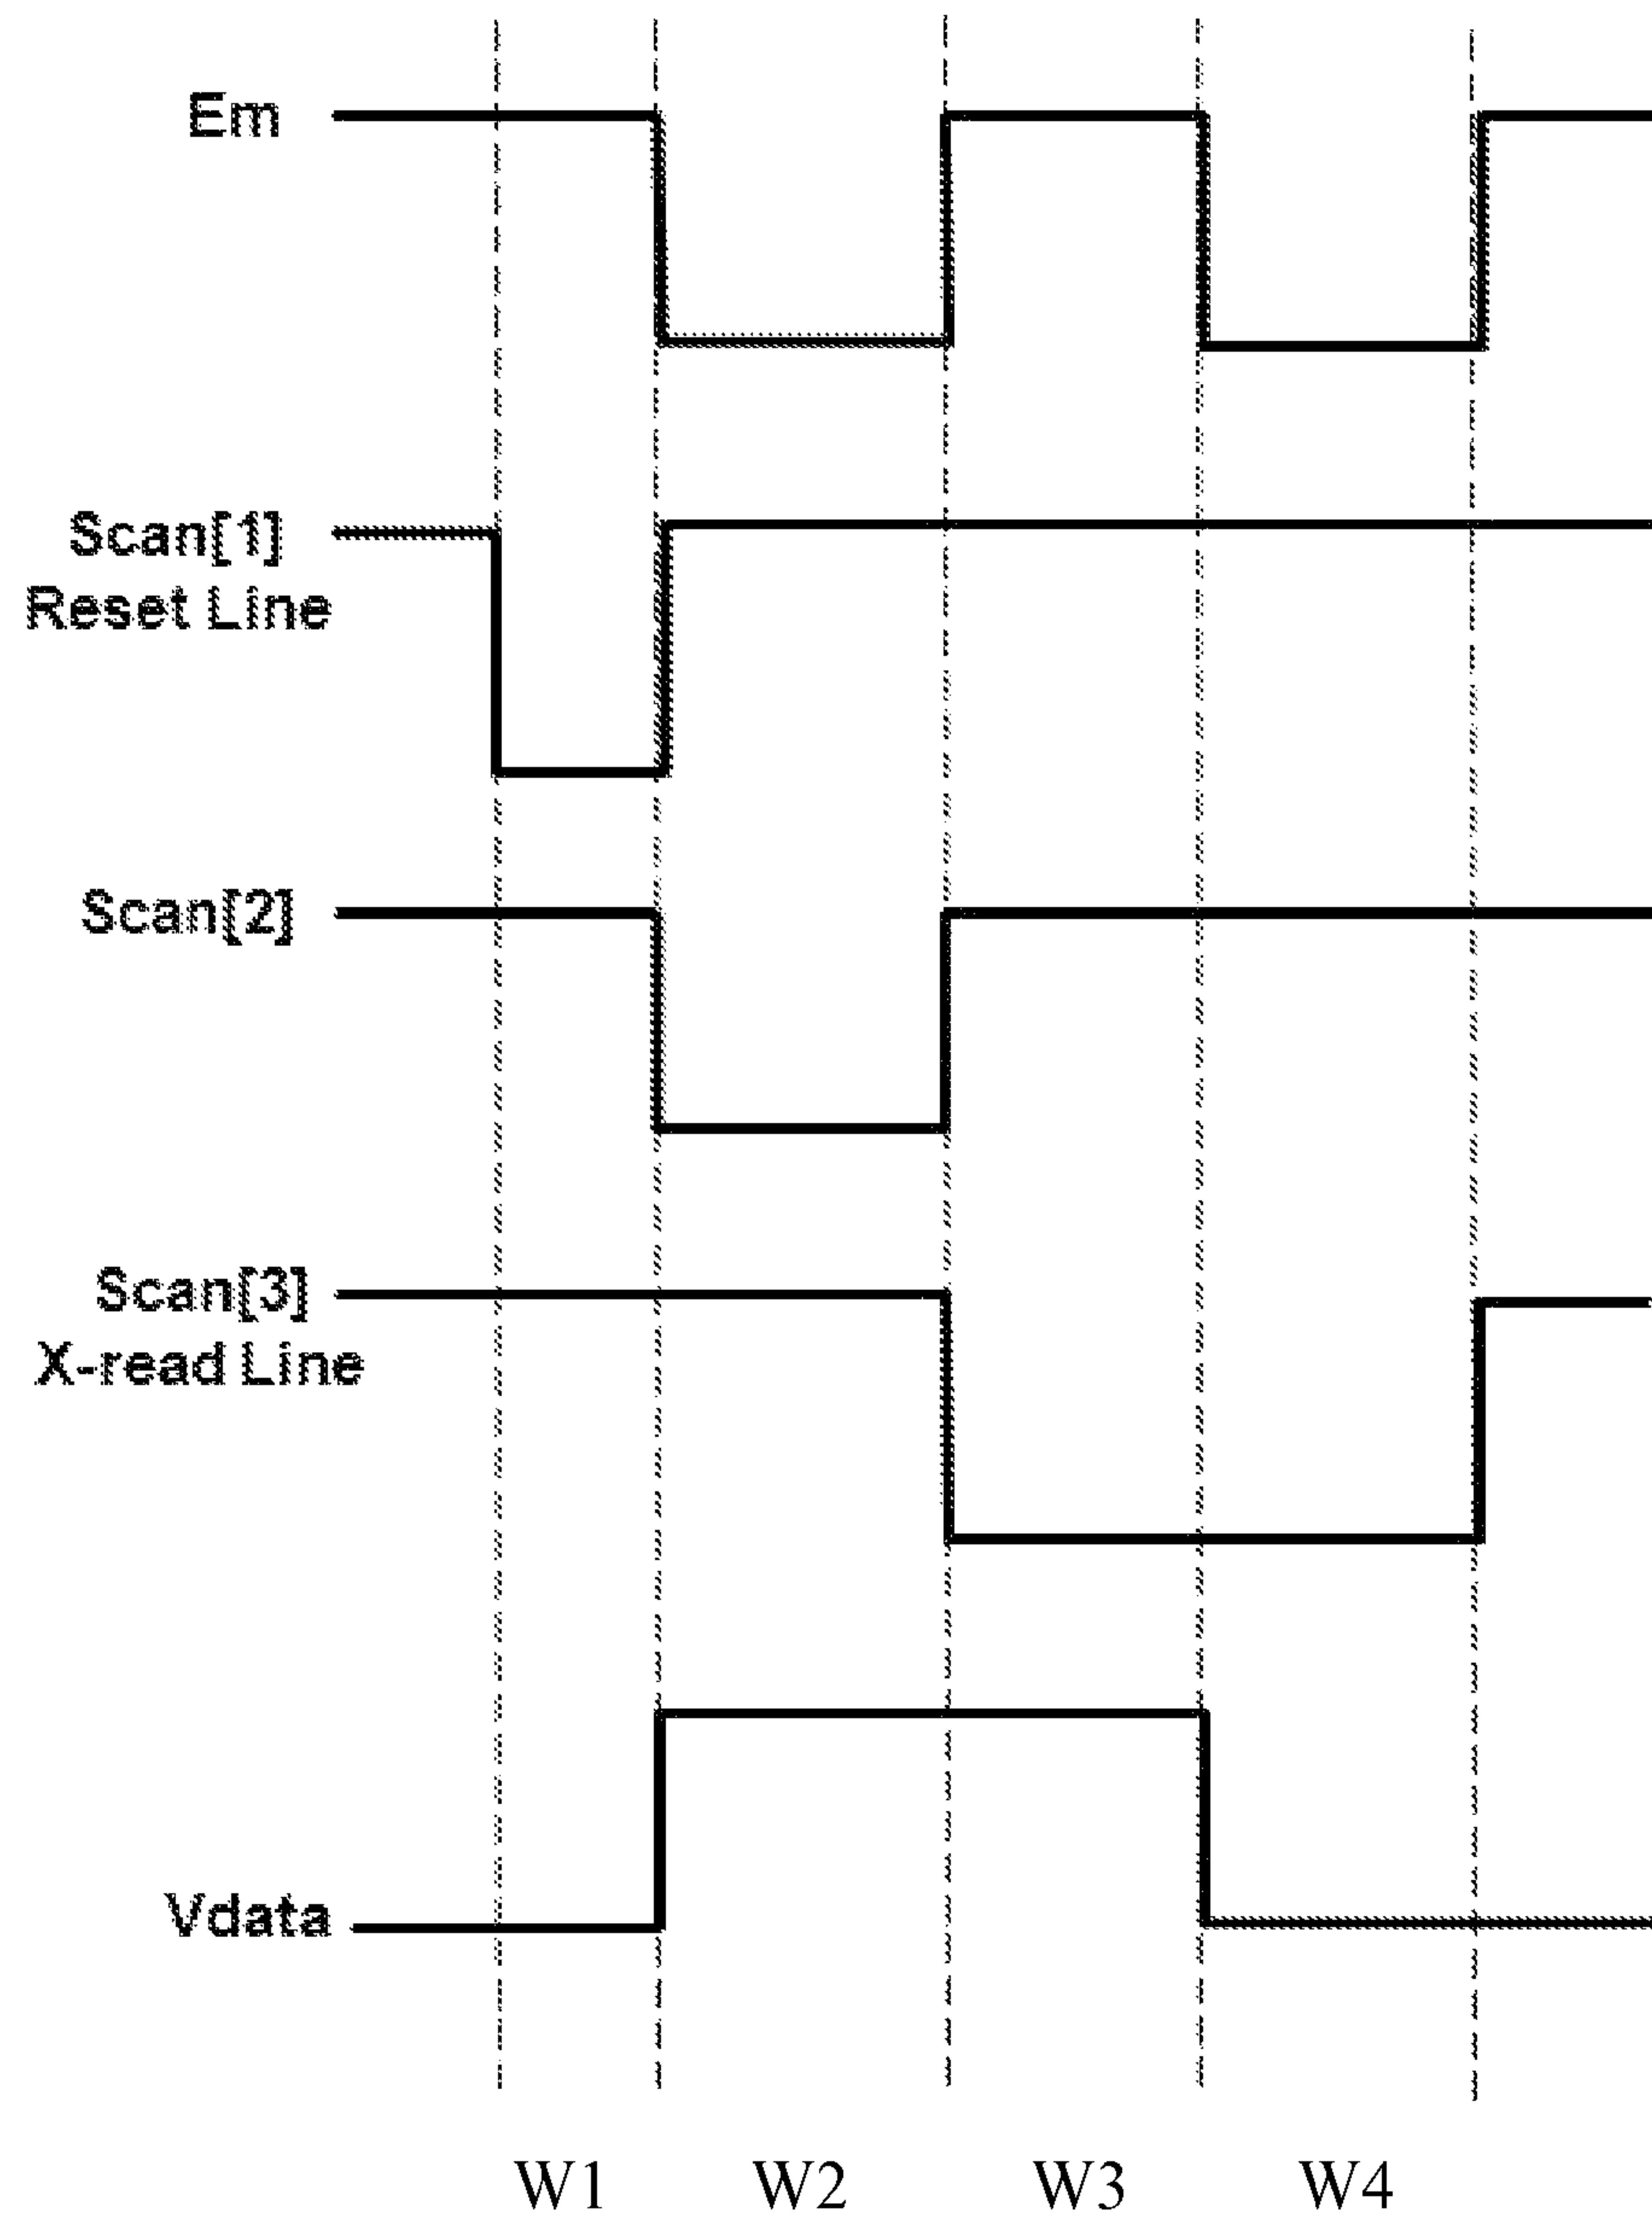 Em
Scan[1]
Reset Line
Scan[2]
Scan[3]
X-read Line
Vdata
W1 W2 W3 W4